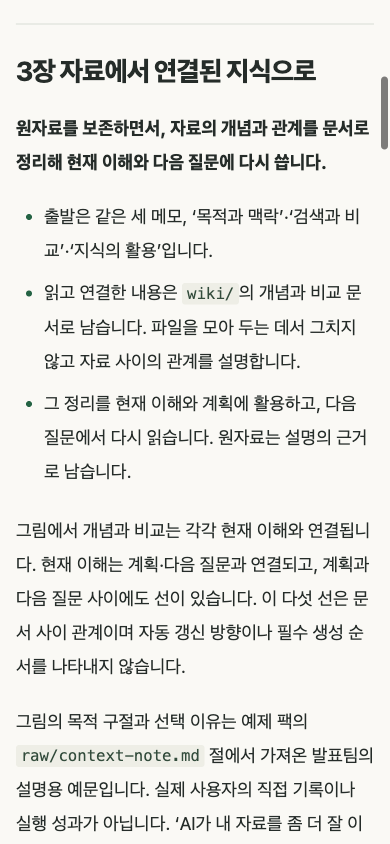 3장 자료에서 연결된 지식으로
원자료를 보존하면서, 자료의 개념과 관계를 문서로
정리해 현재 이해와 다음 질문에 다시 씁니다.
• 출발은 같은 세 메모, ‘목적과 맥락’·‘검색과 비
교’·‘지식의 활용’입니다.
• 읽고 연결한 내용은 wiki/의 개념과 비교 문
서로 남습니다. 파일을 모아 두는 데서 그치지
않고 자료 사이의 관계를 설명합니다.
• 그 정리를 현재 이해와 계획에 활용하고, 다음
질문에서 다시 읽습니다. 원자료는 설명의 근거
로 남습니다.
그림에서 개념과 비교는 각각 현재 이해와 연결됩니
다. 현재 이해는 계획·다음 질문과 연결되고, 계획과
다음 질문 사이에도 선이 있습니다. 이 다섯 선은 문
서 사이 관계이며 자동 갱신 방향이나 필수 생성 순
서를 나타내지 않습니다.
그림의 목적 구절과 선택 이유는 예제 팩의
raw/context-note.md 절에서 가져온 발표팀의
설명용 예문입니다. 실제 사용자의 직접 기록이나
실행 성과가 아닙니다. ‘AI가 내 자료를 좀 더 잘 이